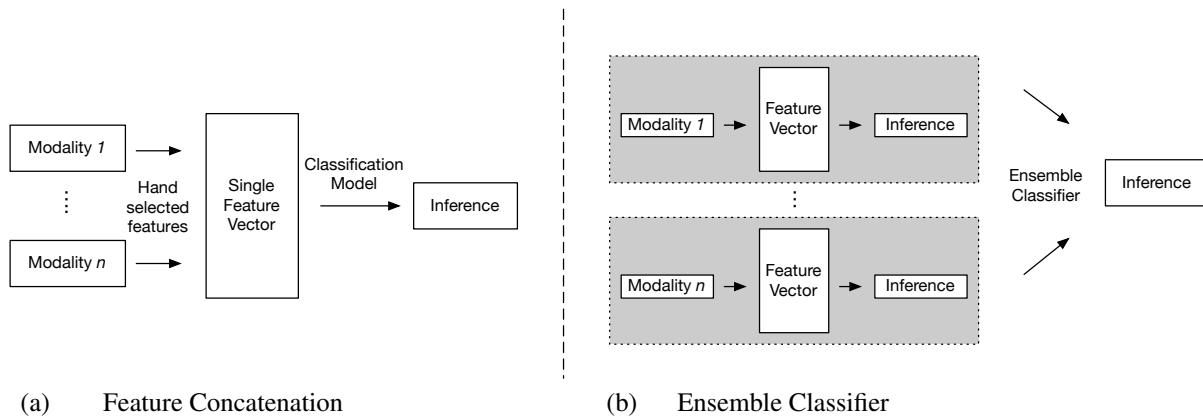 Modality 1
⋮
Modality n
Hand
selected
features
Single
Feature
Vector
Classification
Model
Inference
(a) Feature Concatenation
Modality 1
Feature
Vector
Inference
⋮
Modality n
Feature
Vector
Inference
Ensemble
Classifier
Inference
(b) Ensemble Classifier